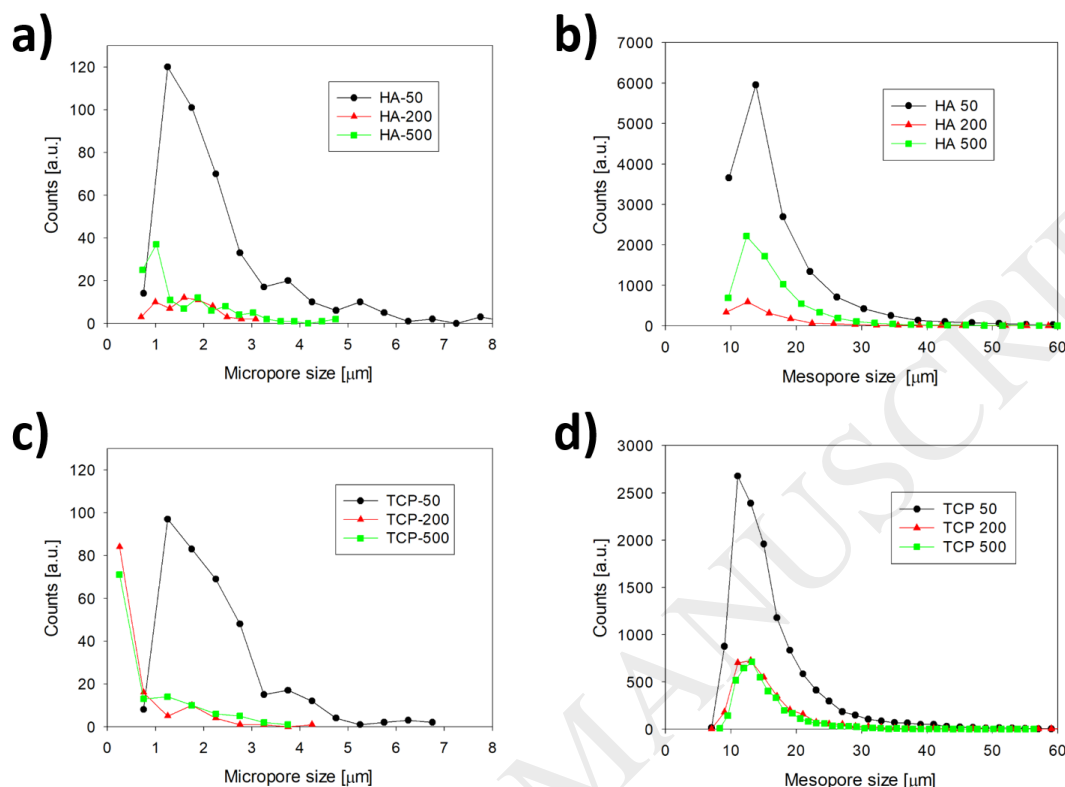 a)
120
100
80
60
40
20
0
Counts [a.u.]
HA-50
HA-200
HA-500
0 1 2 3 4 5 6 7 8
Micropore size [μm]
b)
7000
6000
5000
4000
3000
2000
1000
0
Counts [a.u.]
HA 50
HA 200
HA 500
0 10 20 30 40 50 60
Mesopore size [μm]
c)
120
100
80
60
40
20
0
Counts [a.u.]
TCP-50
TCP-200
TCP-500
0 1 2 3 4 5 6 7 8
Micropore size [μm]
d)
3000
2500
2000
1500
1000
500
0
Counts [a.u.]
TCP 50
TCP 200
TCP 500
0 10 20 30 40 50 60
Mesopore size [μm]
MANUSCRI